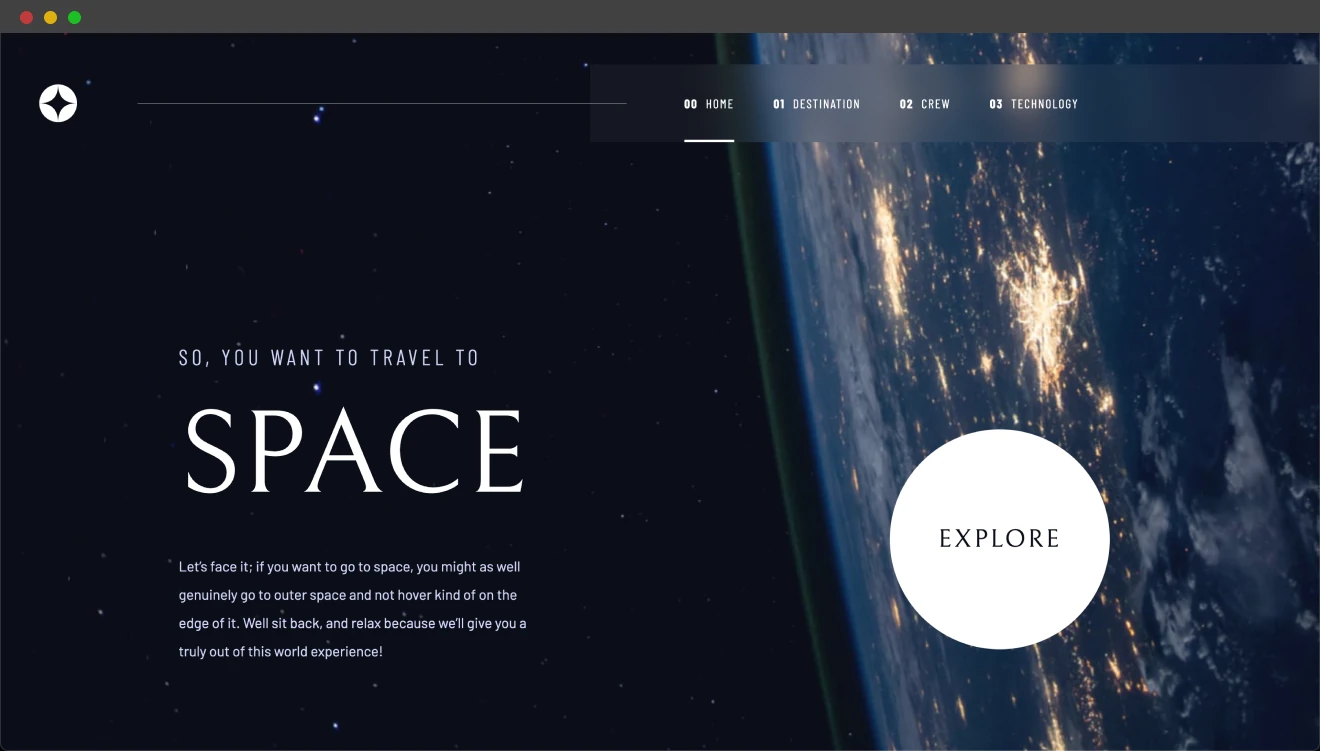 00 HOME 01 DESTINATION 02 CREW 03 TECHNOLOGY
SO, YOU WANT TO TRAVEL TO
SPACE
Let’s face it; if you want to go to space, you might as well
genuinely go to outer space and not hover kind of on the
edge of it. Well sit back, and relax because we’ll give you a
truly out of this world experience!
EXPLORE